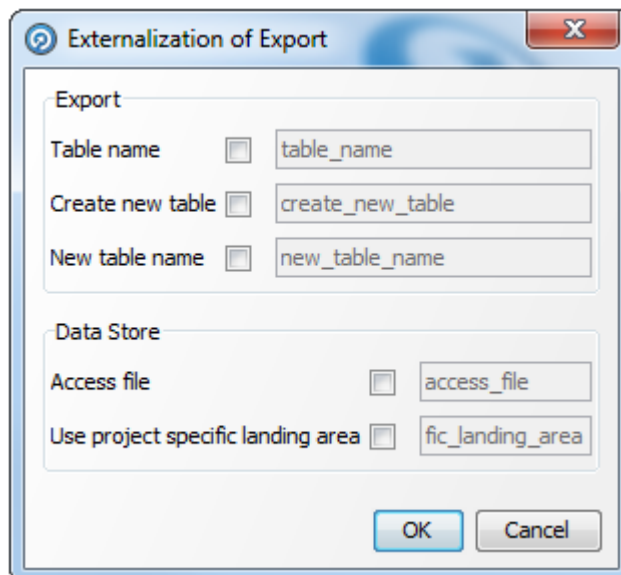 Externalization of Export
Export
Table name table_name
Create new table create_new_table
New table name new_table_name
Data Store
Access file access_file
Use project specific landing area fic_landing_area
OK Cancel